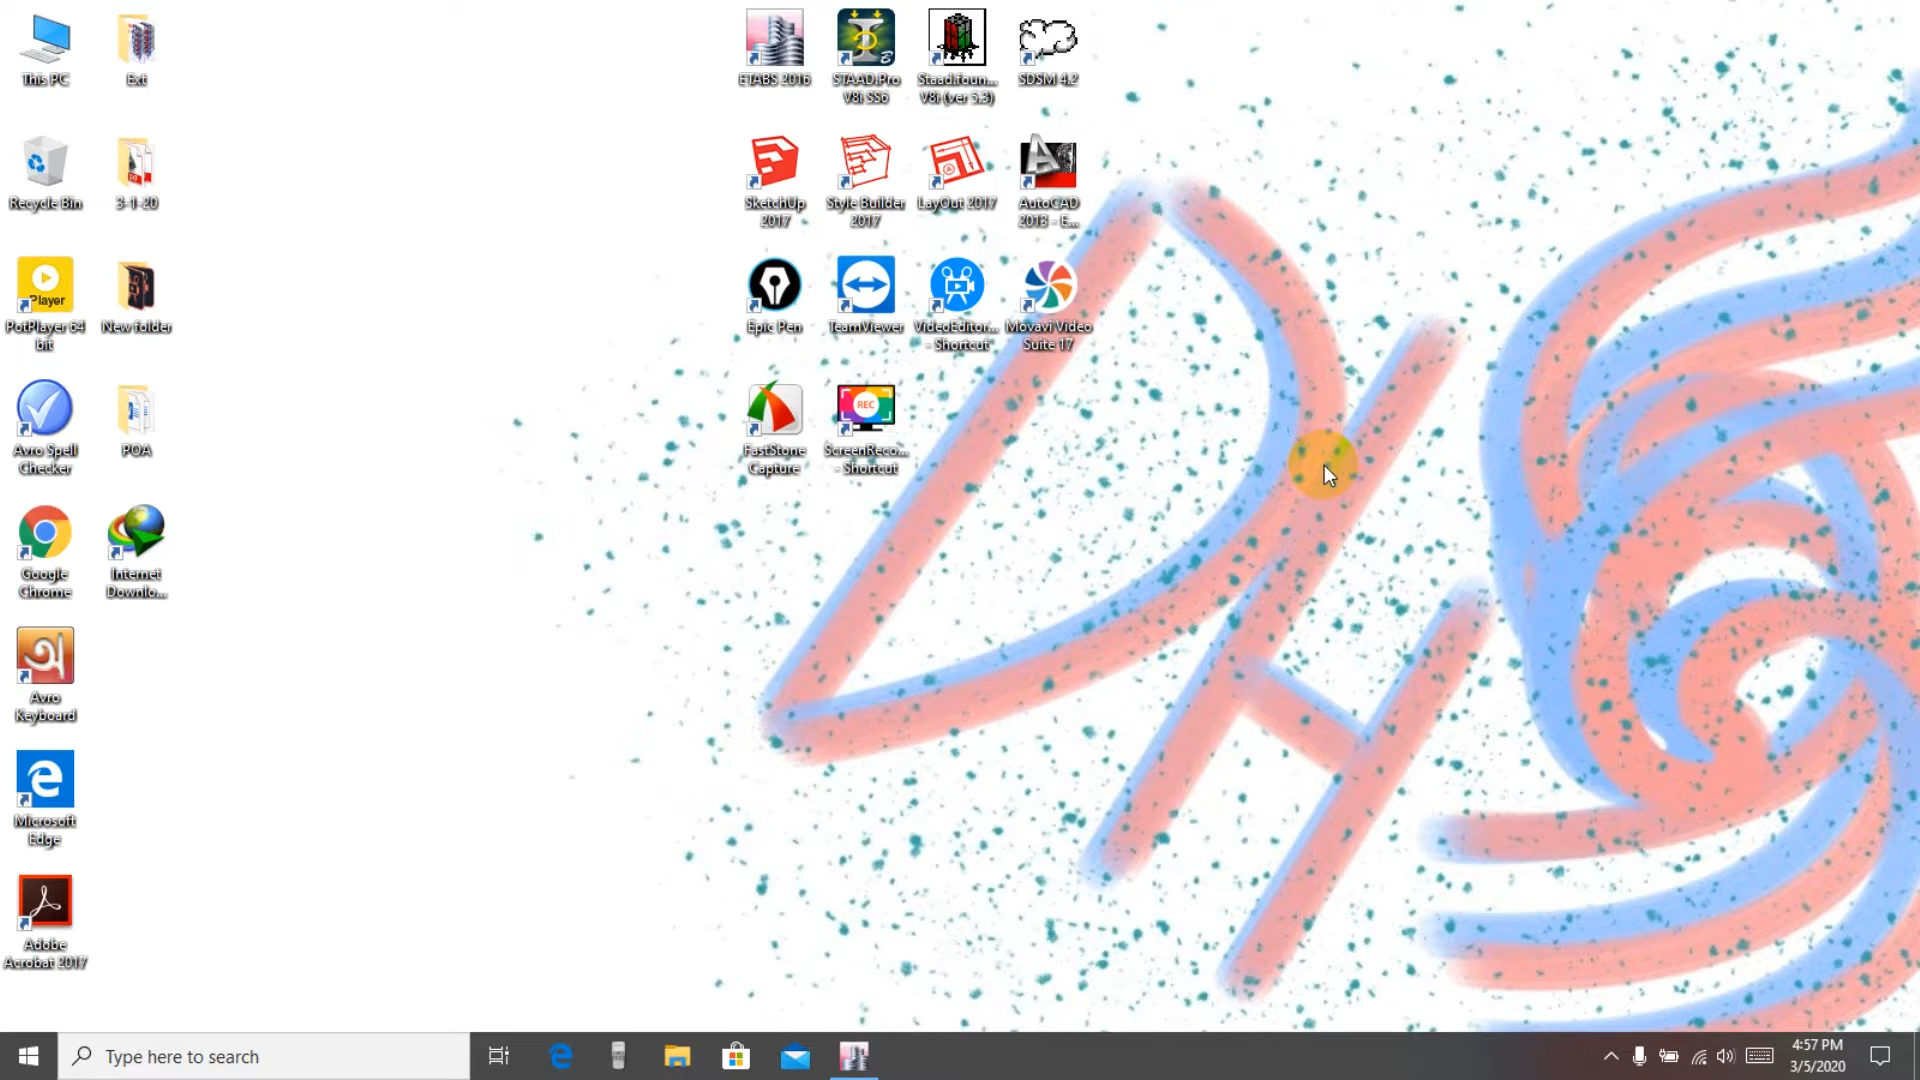 This PC
Ext
ETABS 2016
STAAD.Pro
V8i SS6
Staad.foun...
V8i (ver 5.3)
SDSM 4.2
Recycle Bin
3-1-20
SketchUp
2017
Style Builder
2017
LayOut 2017
AutoCAD
2013 - E...
Player
PotPlayer 64
bit
New folder
Epic Pen
TeamViewer
VideoEditor...
- Shortcut
Movavi Video
Suite 17
Avro Spell
Checker
POA
FastStone
Capture
REC
ScreenReco...
- Shortcut
Google
Chrome
Internet
Downlo...
অ
Avro
Keyboard
Microsoft
Edge
Adobe
Acrobat 2017
DH
Type here to search
4:57 PM
3/5/2020